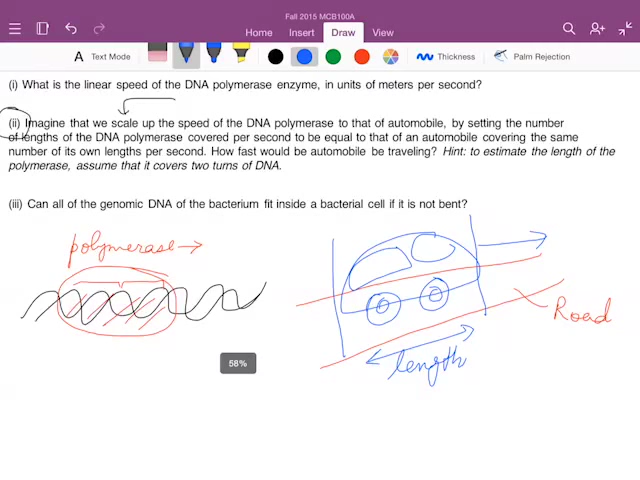 Fall 2015 MCB100A
Home Insert Draw View
A Text Mode Thickness Palm Rejection
(i) What is the linear speed of the DNA polymerase enzyme, in units of meters per second?
(ii) Imagine that we scale up the speed of the DNA polymerase to that of automobile, by setting the number
of lengths of the DNA polymerase covered per second to be equal to that of an automobile covering the same
number of its own lengths per second. How fast would be automobile be traveling? Hint: to estimate the length of the
polymerase, assume that it covers two turns of DNA.
(iii) Can all of the genomic DNA of the bacterium fit inside a bacterial cell if it is not bent?
polymerase
Road
length
58%